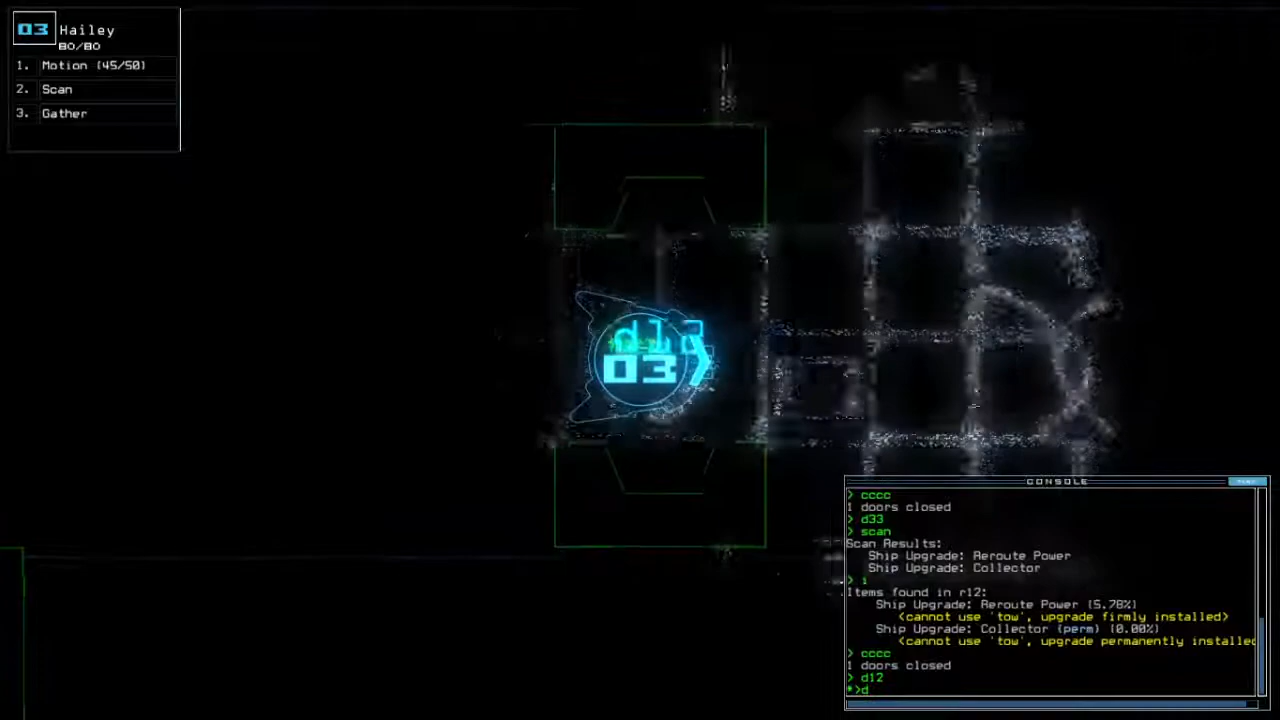 03 Hailey
80/80
1. Motion (45/50)
2. Scan
3. Gather
03
CONSOLE
> cccc
1 doors closed
> d33
> scan
Scan Results:
Ship Upgrade: Reroute Power
Ship Upgrade: Collector
> i
Items found in r12:
Ship Upgrade: Reroute Power (5.78%)
<cannot use 'tow', upgrade firmly installed>
Ship Upgrade: Collector (perm) (0.00%)
<cannot use 'tow', upgrade permanently installed
> cccc
1 doors closed
> d12
>d